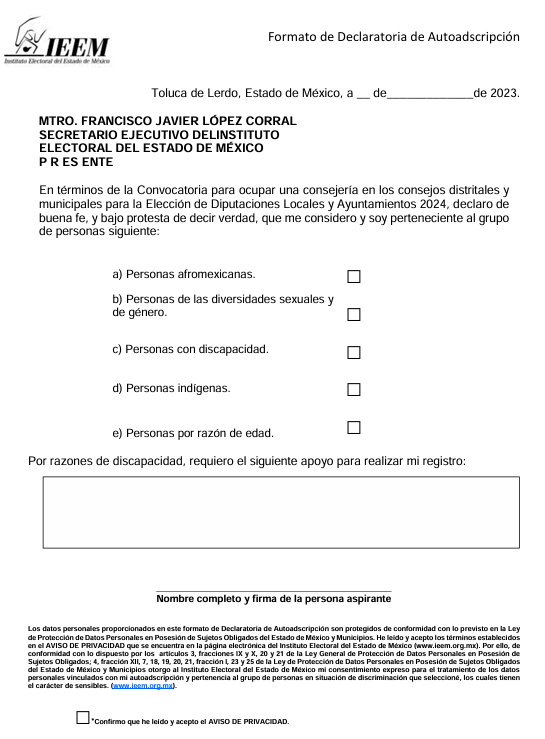 IEEM
Instituto Electoral del Estado de México
Formato de Declaratoria de Autoadscripción
Toluca de Lerdo, Estado de México, a __ de_____________de 2023.
MTRO. FRANCISCO JAVIER LÓPEZ CORRAL
SECRETARIO EJECUTIVO DELINSTITUTO
ELECTORAL DEL ESTADO DE MÉXICO
P R ES ENTE
En términos de la Convocatoria para ocupar una consejería en los consejos distritales y
municipales para la Elección de Diputaciones Locales y Ayuntamientos 2024, declaro de
buena fe, y bajo protesta de decir verdad, que me considero y soy perteneciente al grupo
de personas siguiente:
a) Personas afromexicanas.
b) Personas de las diversidades sexuales y
de género.
c) Personas con discapacidad.
d) Personas indígenas.
e) Personas por razón de edad.
Por razones de discapacidad, requiero el siguiente apoyo para realizar mi registro:
Nombre completo y firma de la persona aspirante
Los datos personales proporcionados en este formato de Declaratoria de Autoadscripción son protegidos de conformidad con lo previsto en la Ley
de Protección de Datos Personales en Posesión de Sujetos Obligados del Estado de México y Municipios. He leído y acepto los términos establecidos
en el AVISO DE PRIVACIDAD que se encuentra en la página electrónica del Instituto Electoral del Estado de México (www.ieem.org.mx). Por ello, de
conformidad con lo dispuesto por los artículos 3, fracciones IX y X, 20 y 21 de la Ley General de Protección de Datos Personales en Posesión de
Sujetos Obligados; 4, fracción XII, 7, 18, 19, 20, 21, fracción I, 23 y 25 de la Ley de Protección de Datos Personales en Posesión de Sujetos Obligados
del Estado de México y Municipios otorgo al Instituto Electoral del Estado de México mi consentimiento expreso para el tratamiento de los datos
personales vinculados con mi autoadscripción y pertenencia al grupo de personas en situación de discriminación que seleccioné, los cuales tienen
el carácter de sensibles. (www.ieem.org.mx).
*Confirmo que he leído y acepto el AVISO DE PRIVACIDAD.